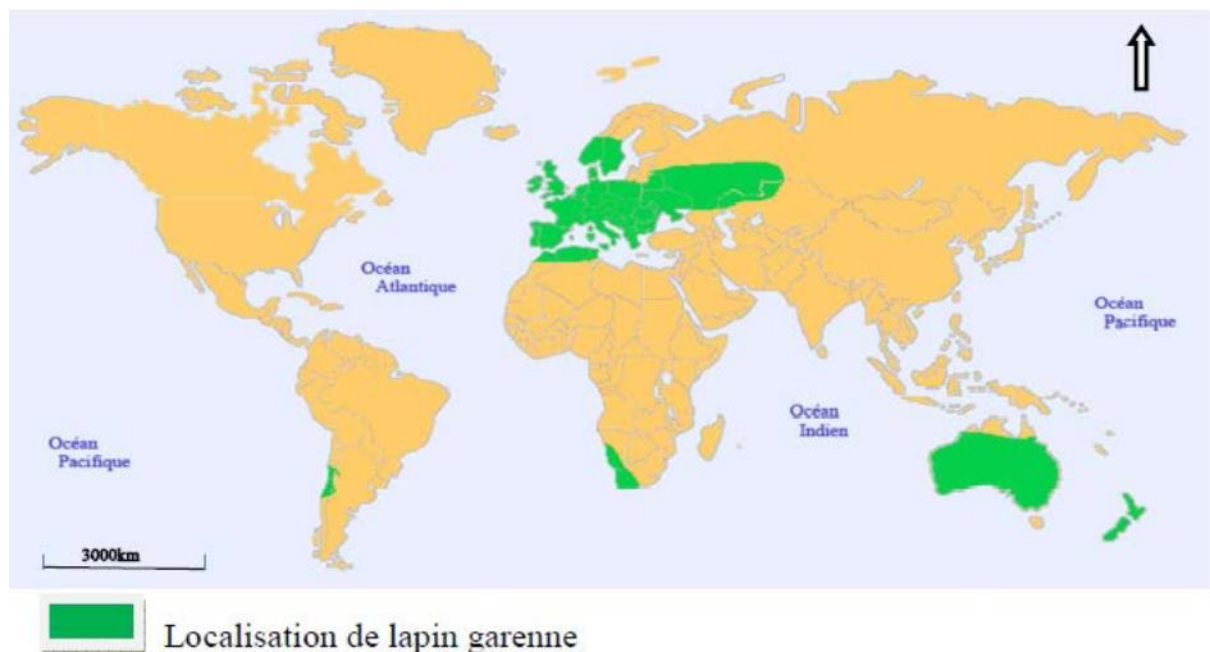 Océan
Atlantique
Océan
Pacifique
Océan
Indien
Océan
Pacifique
3000km
Localisation de lapin garenne